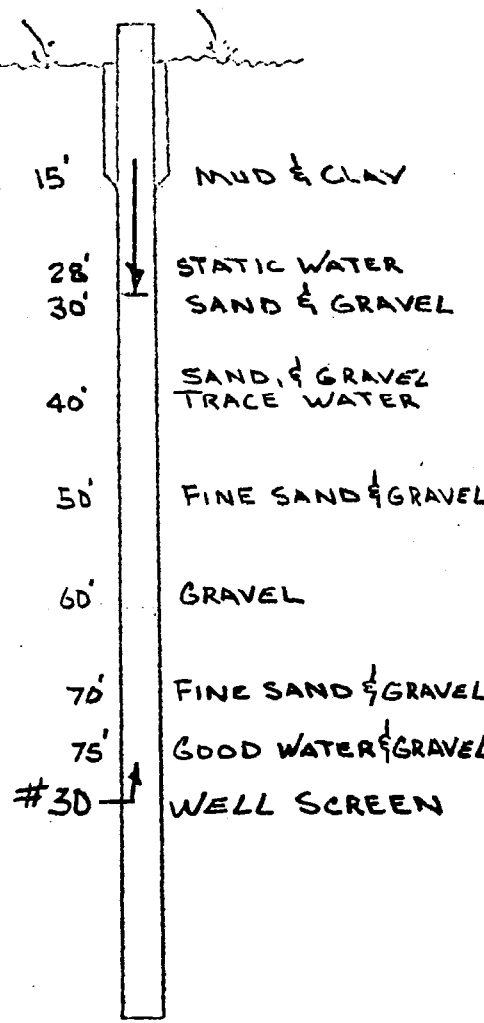 15' MUD & CLAY
28' STATIC WATER
30' SAND & GRAVEL
SAND, & GRAVEL
40' TRACE WATER
50' FINE SAND & GRAVEL
60' GRAVEL
70' FINE SAND & GRAVEL
75' GOOD WATER & GRAVEL
#30 WELL SCREEN